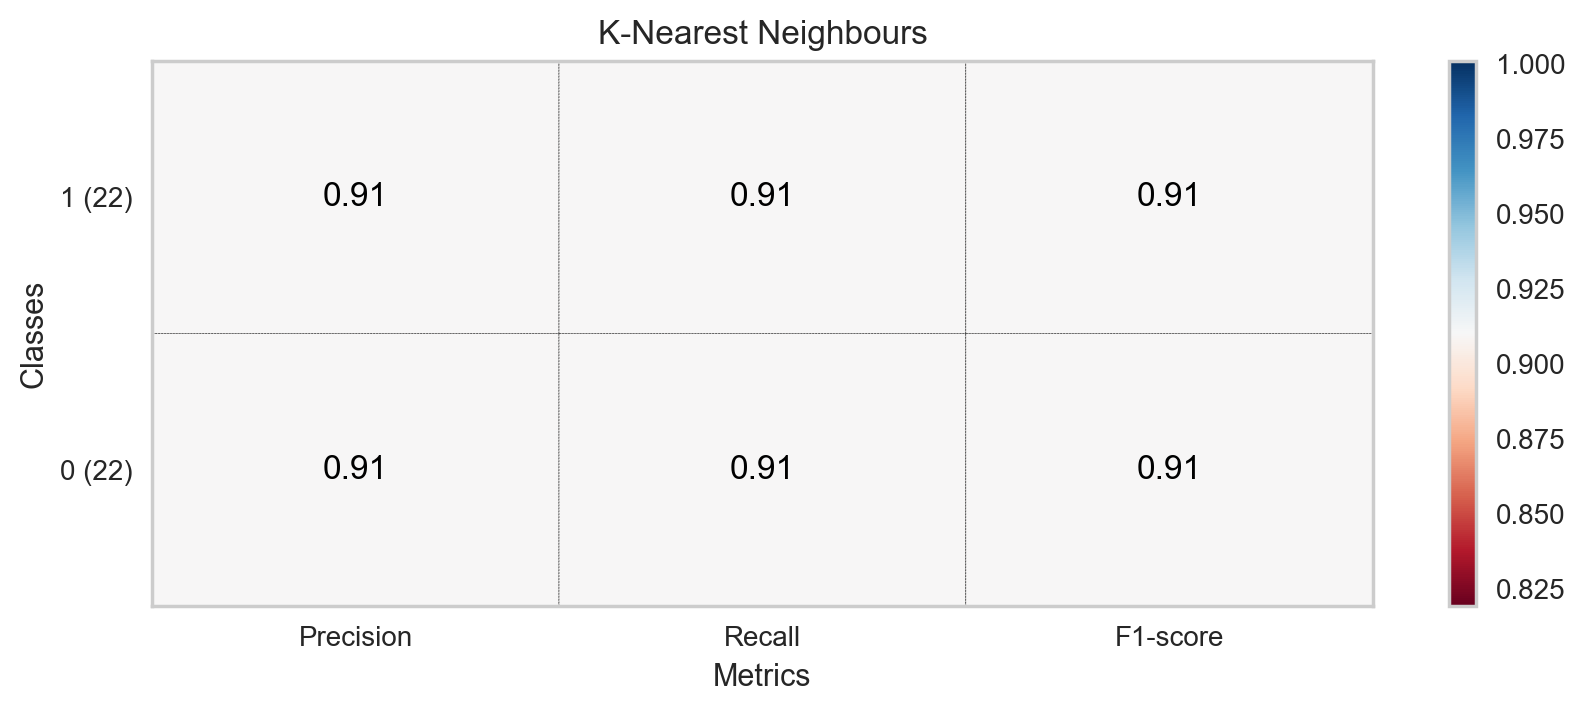 K-Nearest Neighbours
1.000
0.975
0.950
0.925
0.900
0.875
0.850
0.825
Classes
1 (22)
0.91 0.91 0.91
0 (22)
0.91 0.91 0.91
Precision Recall F1-score
Metrics